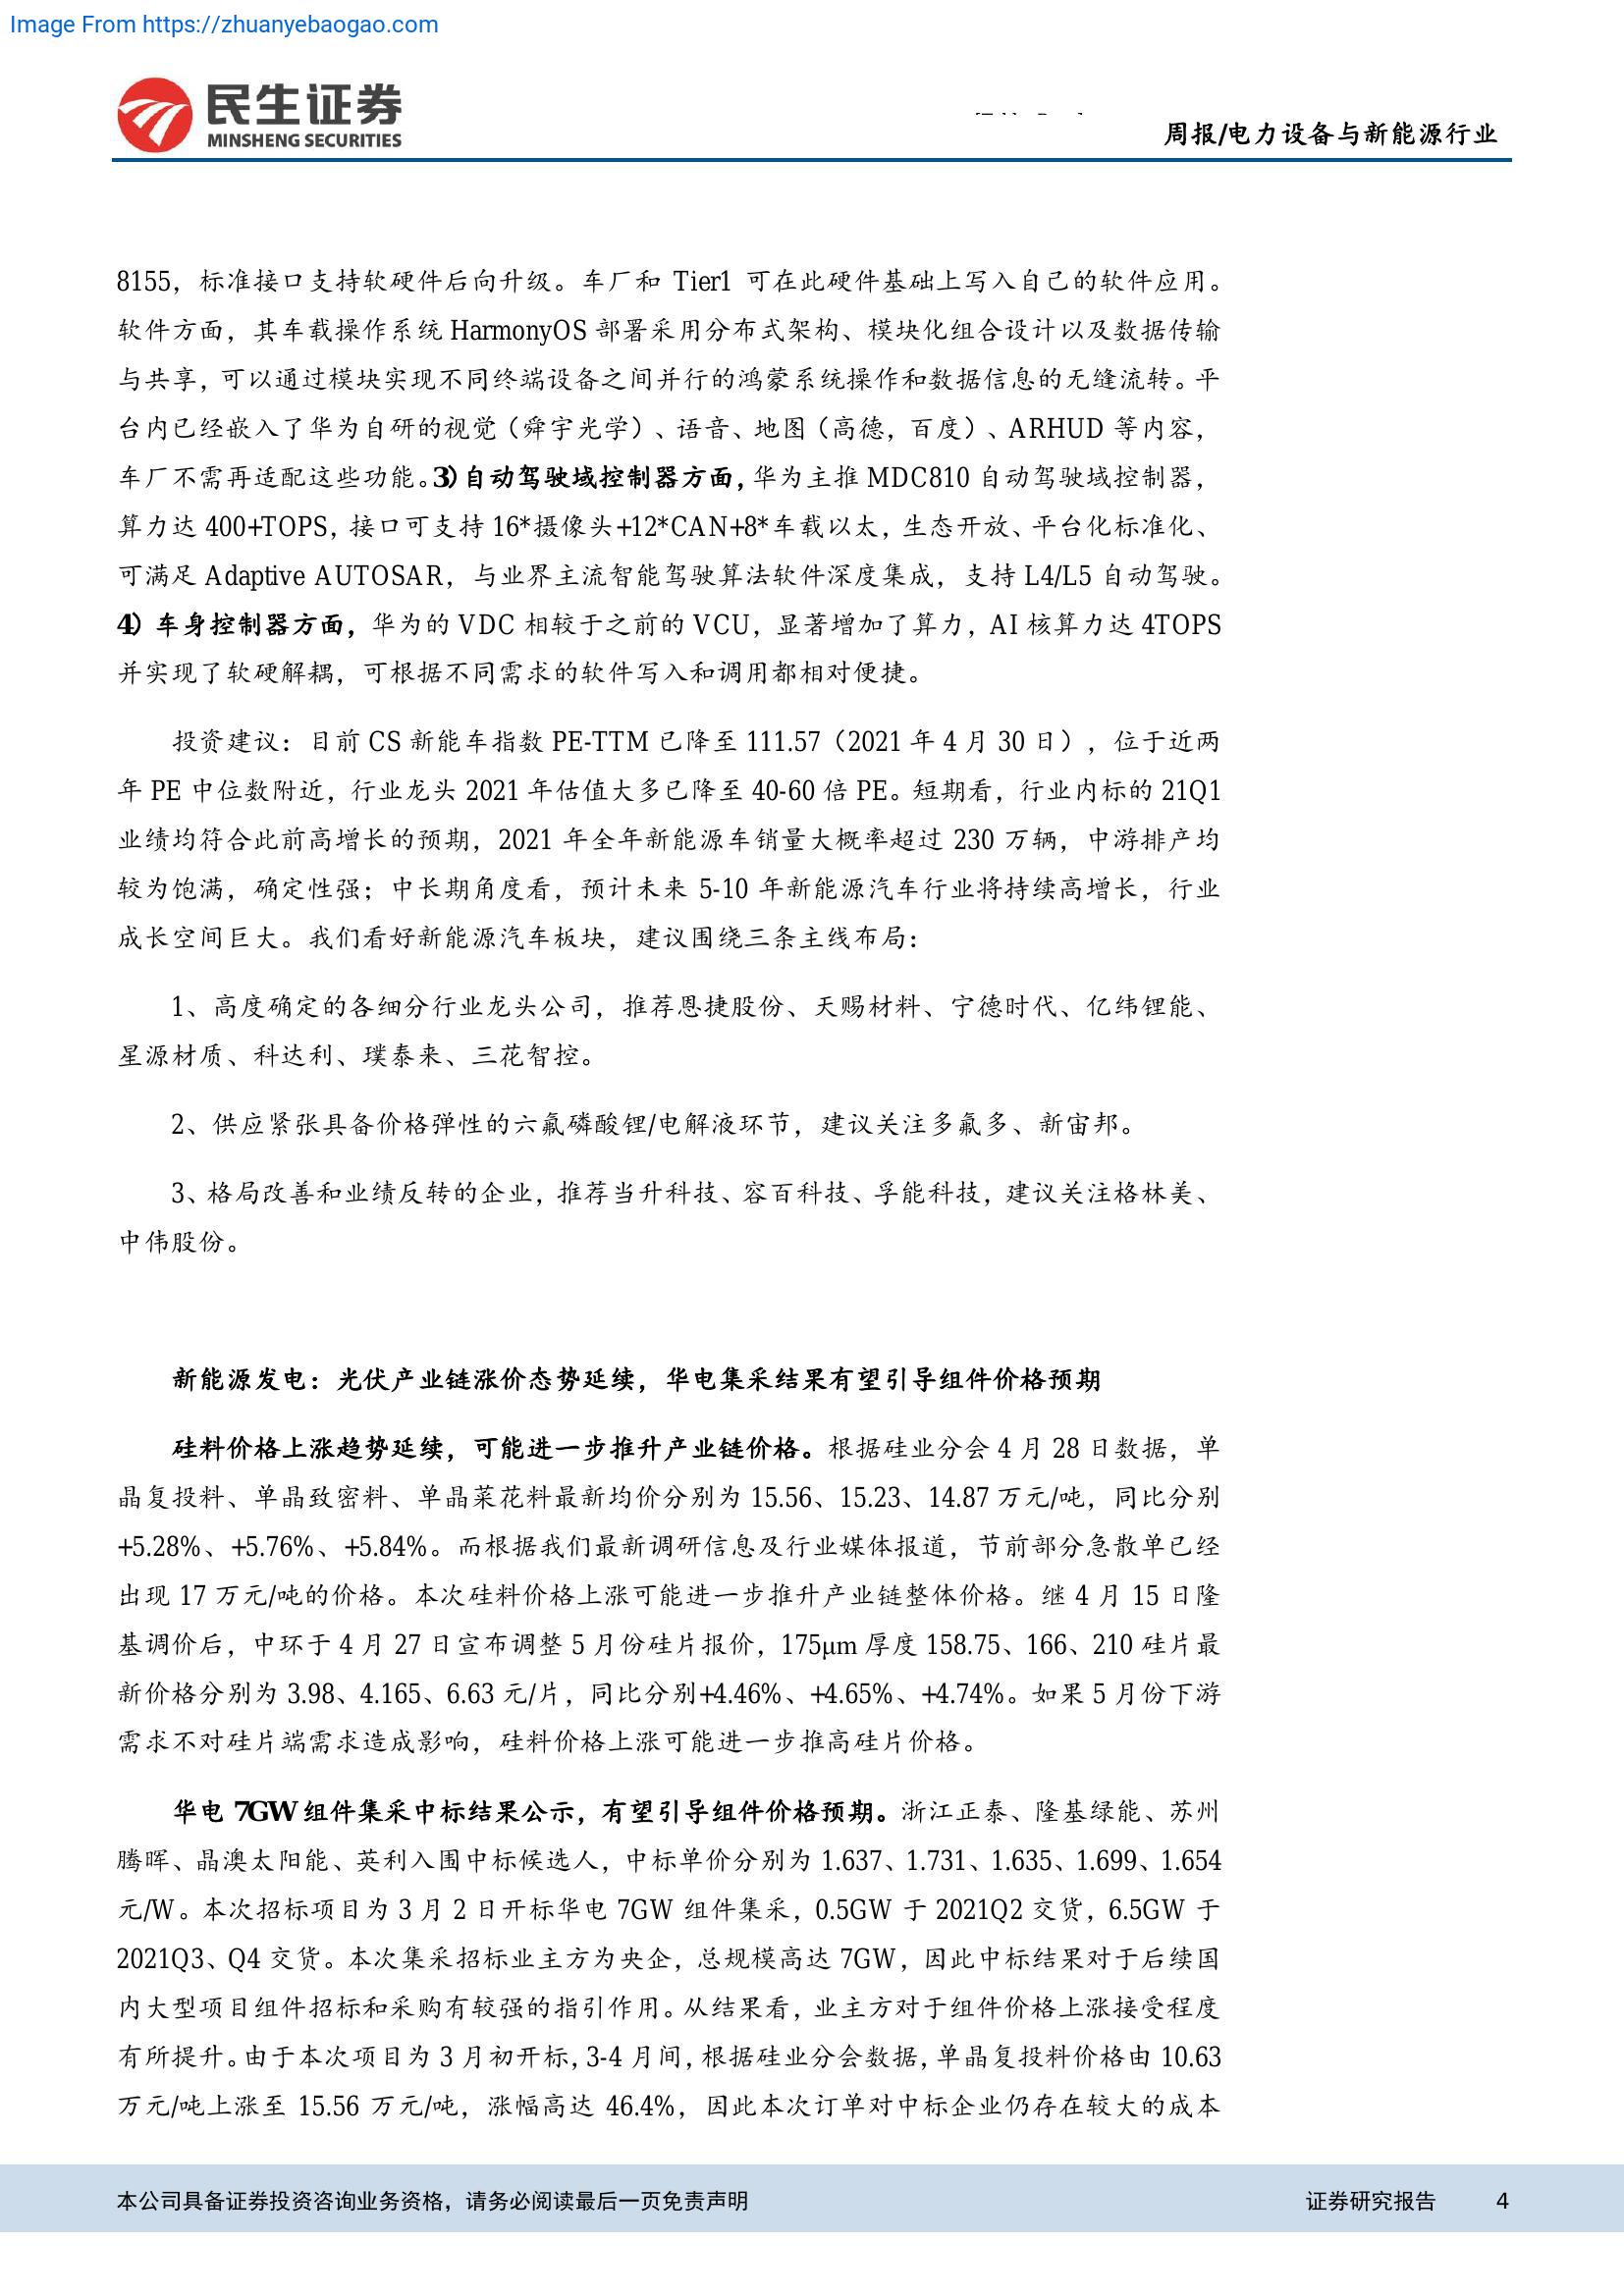 Image From https://zhuanyebaogao.com
民生证券
MINSHENG SECURITIES
周报/电力设备与新能源行业
8155，标准接口支持软硬件后向升级。车厂和 Tier1 可在此硬件基础上写入自己的软件应用。
软件方面，其车载操作系统 HarmonyOS 部署采用分布式架构、模块化组合设计以及数据传输
与共享，可以通过模块实现不同终端设备之间并行的鸿蒙系统操作和数据信息的无缝流转。平
台内已经嵌入了华为自研的视觉（舜宇光学）、语音、地图（高德，百度）、ARHUD 等内容，
车厂不需再适配这些功能。3）自动驾驶域控制器方面，华为主推 MDC810 自动驾驶域控制器，
算力达 400+TOPS，接口可支持 16*摄像头+12*CAN+8*车载以太，生态开放、平台化标准化、
可满足 Adaptive AUTOSAR，与业界主流智能驾驶算法软件深度集成，支持 L4/L5 自动驾驶。
4）车身控制器方面，华为的 VDC 相较于之前的 VCU，显著增加了算力，AI 核算力达 4TOPS
并实现了软硬解耦，可根据不同需求的软件写入和调用都相对便捷。
投资建议：目前 CS 新能车指数 PE-TTM 已降至 111.57（2021 年 4 月 30 日），位于近两
年 PE 中位数附近，行业龙头 2021 年估值大多已降至 40-60 倍 PE。短期看，行业内标的 21Q1
业绩均符合此前高增长的预期，2021 年全年新能源车销量大概率超过 230 万辆，中游排产均
较为饱满，确定性强；中长期角度看，预计未来 5-10 年新能源汽车行业将持续高增长，行业
成长空间巨大。我们看好新能源汽车板块，建议围绕三条主线布局：
1、高度确定的各细分行业龙头公司，推荐恩捷股份、天赐材料、宁德时代、亿纬锂能、
星源材质、科达利、璞泰来、三花智控。
2、供应紧张具备价格弹性的六氟磷酸锂/电解液环节，建议关注多氟多、新宙邦。
3、格局改善和业绩反转的企业，推荐当升科技、容百科技、孚能科技，建议关注格林美、
中伟股份。
新能源发电：光伏产业链涨价态势延续，华电集采结果有望引导组件价格预期
硅料价格上涨趋势延续，可能进一步推升产业链价格。根据硅业分会 4 月 28 日数据，单
晶复投料、单晶致密料、单晶菜花料最新均价分别为 15.56、15.23、14.87 万元/吨，同比分别
+5.28%、+5.76%、+5.84%。而根据我们最新调研信息及行业媒体报道，节前部分急散单已经
出现 17 万元/吨的价格。本次硅料价格上涨可能进一步推升产业链整体价格。继 4 月 15 日隆
基调价后，中环于 4 月 27 日宣布调整 5 月份硅片报价，175μm 厚度 158.75、166、210 硅片最
新价格分别为 3.98、4.165、6.63 元/片，同比分别+4.46%、+4.65%、+4.74%。如果 5 月份下游
需求不对硅片端需求造成影响，硅料价格上涨可能进一步推高硅片价格。
华电 7GW 组件集采中标结果公示，有望引导组件价格预期。浙江正泰、隆基绿能、苏州
腾晖、晶澳太阳能、英利入围中标候选人，中标单价分别为 1.637、1.731、1.635、1.699、1.654
元/W。本次招标项目为 3 月 2 日开标华电 7GW 组件集采，0.5GW 于 2021Q2 交货，6.5GW 于
2021Q3、Q4 交货。本次集采招标业主方为央企，总规模高达 7GW，因此中标结果对于后续国
内大型项目组件招标和采购有较强的指引作用。从结果看，业主方对于组件价格上涨接受程度
有所提升。由于本次项目为 3 月初开标，3-4 月间，根据硅业分会数据，单晶复投料价格由 10.63
万元/吨上涨至 15.56 万元/吨，涨幅高达 46.4%，因此本次订单对中标企业仍存在较大的成本
本公司具备证券投资咨询业务资格，请务必阅读最后一页免责声明
证券研究报告 4